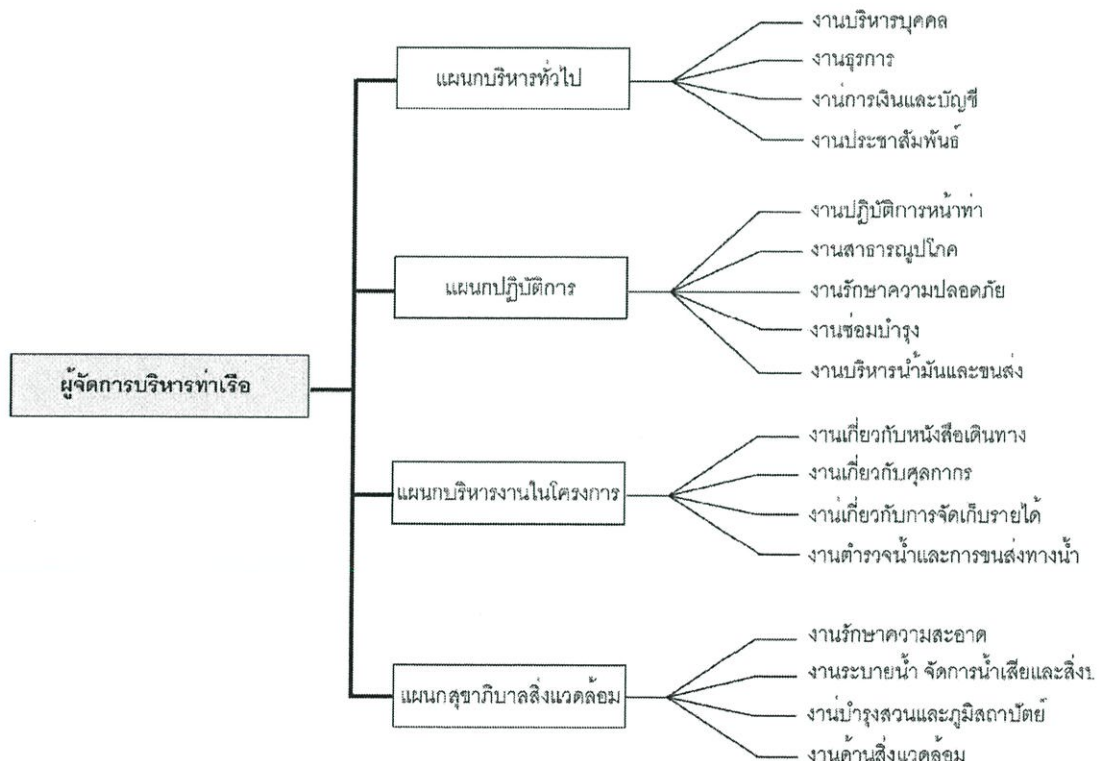 ผู้จัดการบริหารท่าเรือ
แผนกบริหารทั่วไป
งานบริหารบุคคล
งานธุรการ
งานการเงินและบัญชี
งานประชาสัมพันธ์
แผนกปฏิบัติการ
งานปฏิบัติการหน้าท่า
งานสาธารณูปโภค
งานรักษาความปลอดภัย
งานซ่อมบำรุง
งานบริหารน้ำมันและขนส่ง
แผนกบริหารงานในโครงการ
งานเกี่ยวกับหนังสือเดินทาง
งานเกี่ยวกับศุลกากร
งานเกี่ยวกับการจัดเก็บรายได้
งานตำรวจน้ำและการขนส่งทางน้ำ
แผนกสุขาภิบาลสิ่งแวดล้อม
งานรักษาความสะอาด
งานระบายน้ำ จัดการน้ำเสียและสิ่ง
งานบำรุงสวนและภูมิสถาปัตย์
งานด้านสิ่งแวดล้อม